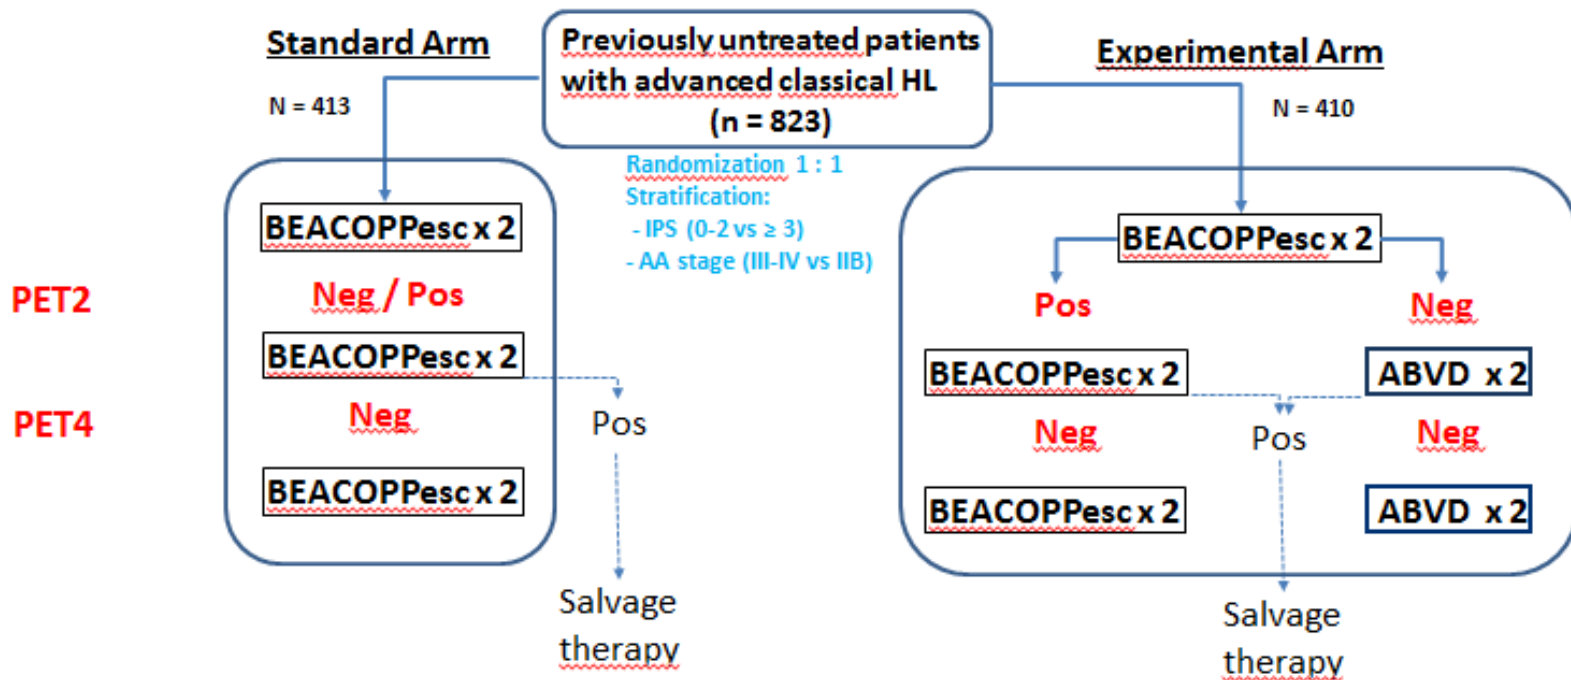 Standard Arm
N = 413
Previously untreated patients
with advanced classical HL
(n = 823)
Experimental Arm
N = 410
Randomization 1 : 1
Stratification:
- IPS (0-2 vs ≥ 3)
- AA stage (III-IV vs IIB)
BEACOPPesc x 2
BEACOPPesc x 2
PET2
Neg / Pos
Pos
Neg
BEACOPPesc x 2
BEACOPPesc x 2
ABVD x 2
PET4
Neg
Pos
Neg
Pos
Neg
BEACOPPesc x 2
BEACOPPesc x 2
ABVD x 2
Salvage
therapy
Salvage
therapy